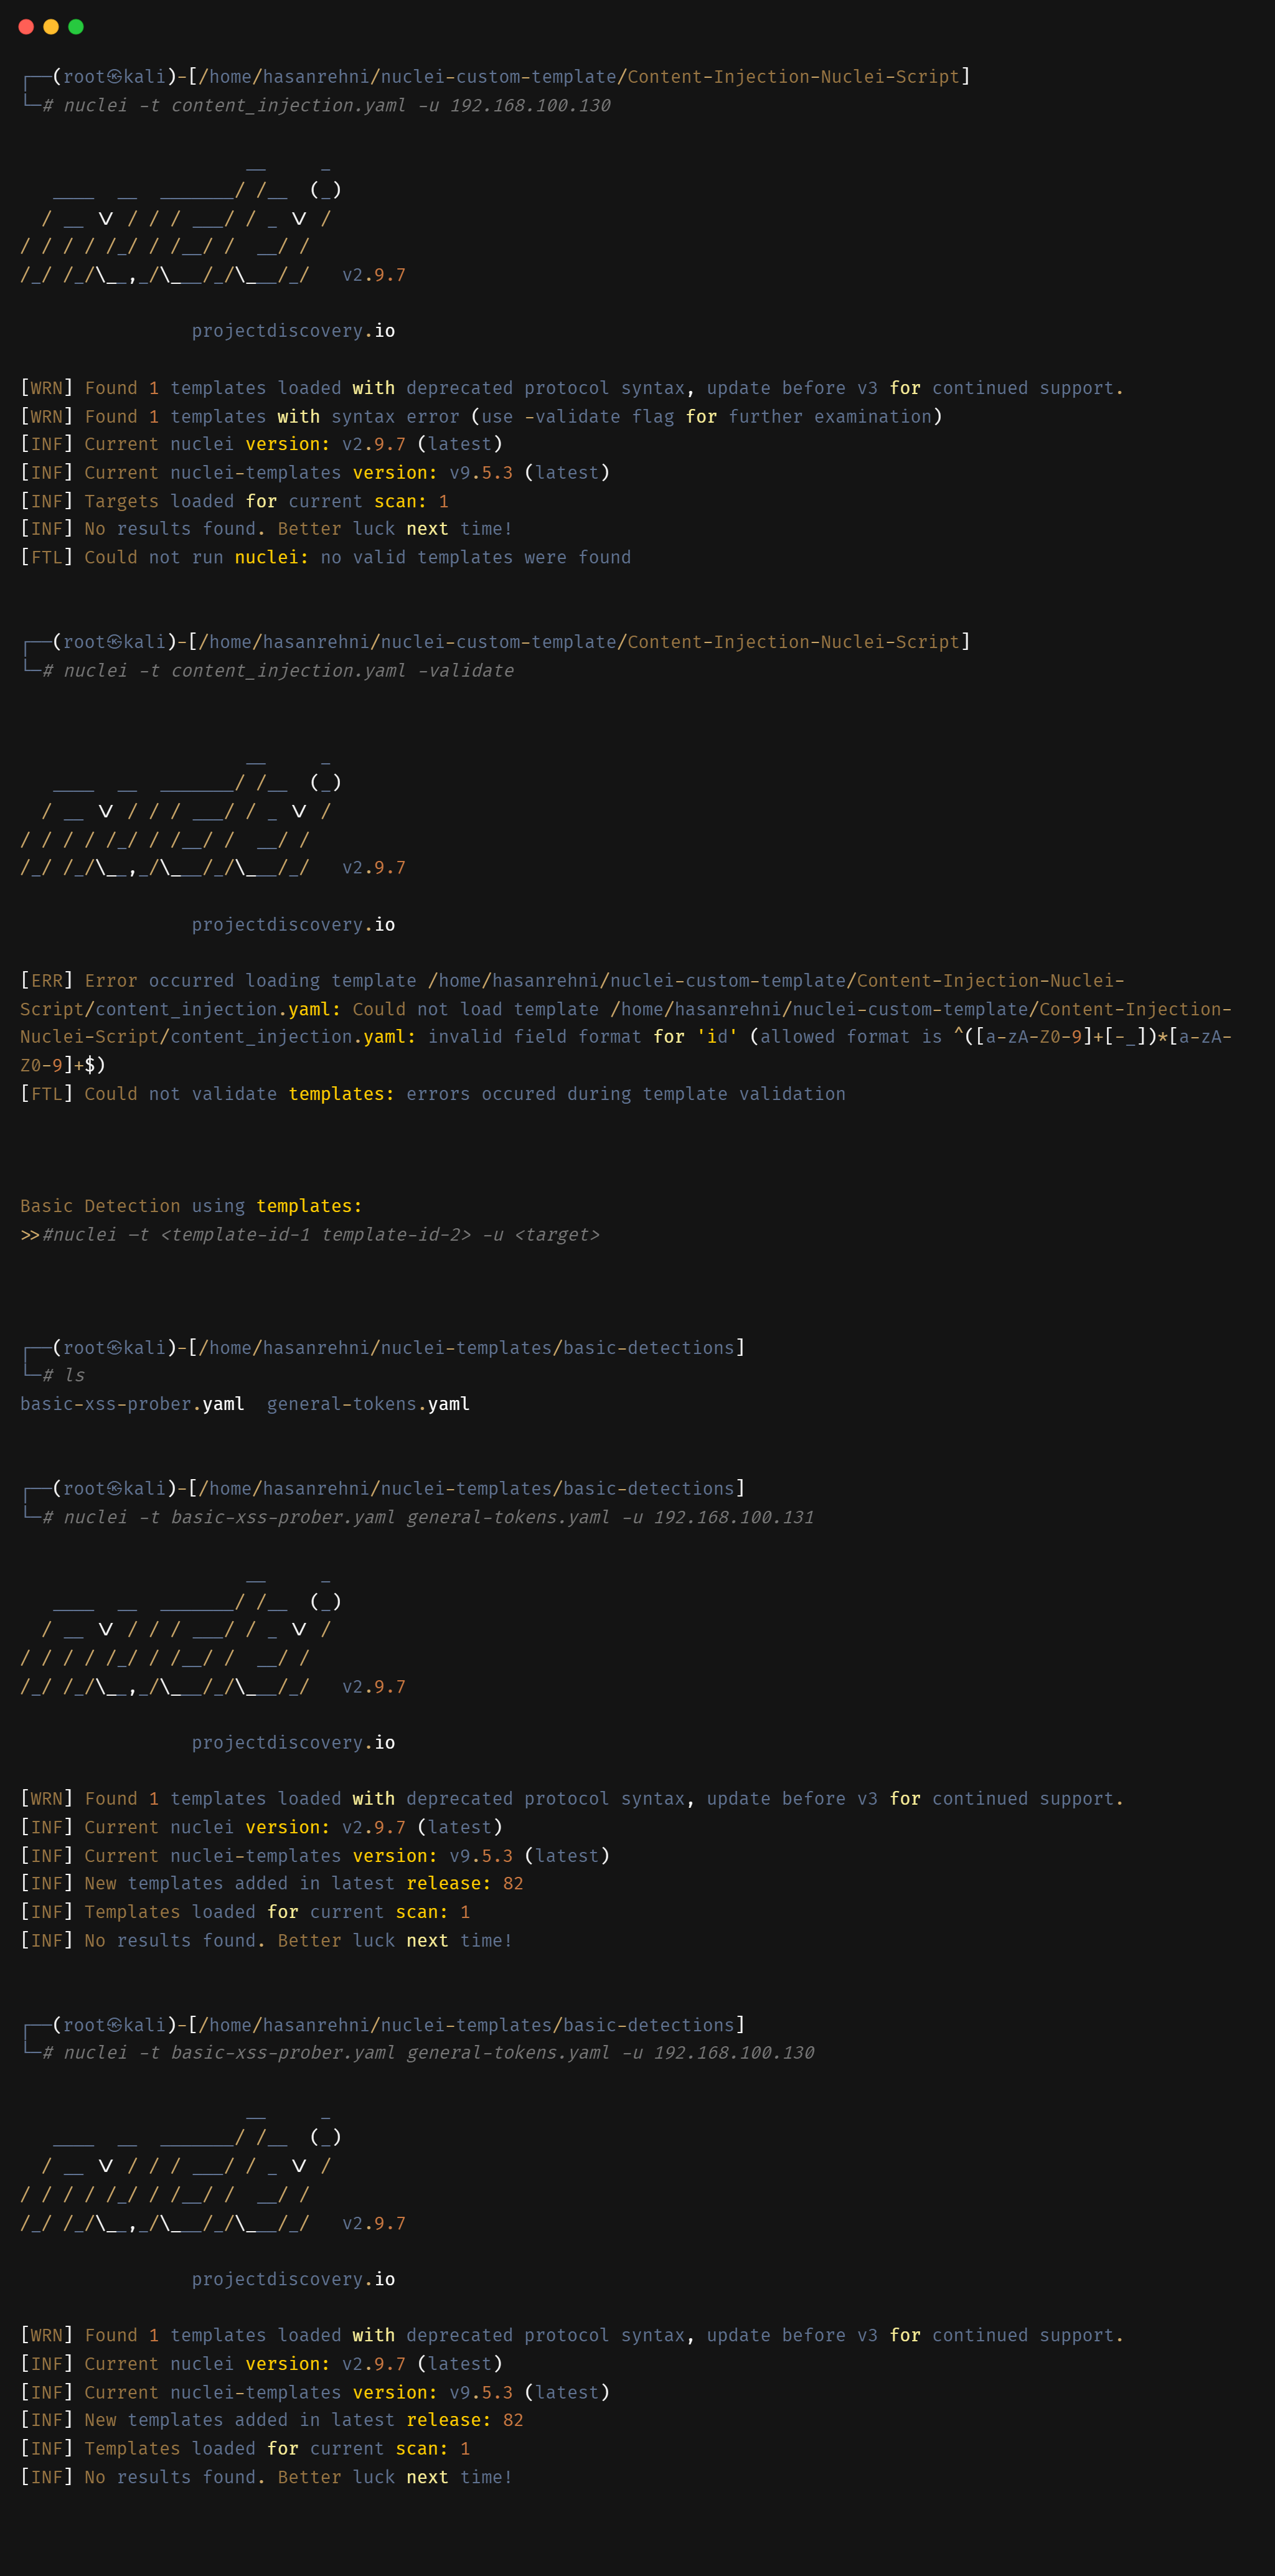 ┌──(root㉿kali)-[/home/hasanrehni/nuclei-custom-template/Content-Injection-Nuclei-Script]
└─# nuclei -t content_injection.yaml -u 192.168.100.130
                     __     _
   ____  __  _______/ /__  (_)
  / __ \/ / / / ___/ / _ \/ /
/ / / / /_/ / /__/ /  __/ /
/_/ /_/\__,_/\___/_/\___/_/   v2.9.7
                projectdiscovery.io
[WRN] Found 1 templates loaded with deprecated protocol syntax, update before v3 for continued support.
[WRN] Found 1 templates with syntax error (use -validate flag for further examination)
[INF] Current nuclei version: v2.9.7 (latest)
[INF] Current nuclei-templates version: v9.5.3 (latest)
[INF] Targets loaded for current scan: 1
[INF] No results found. Better luck next time!
[FTL] Could not run nuclei: no valid templates were found
┌──(root㉿kali)-[/home/hasanrehni/nuclei-custom-template/Content-Injection-Nuclei-Script]
└─# nuclei -t content_injection.yaml -validate
                     __     _
   ____  __  _______/ /__  (_)
  / __ \/ / / / ___/ / _ \/ /
/ / / / /_/ / /__/ /  __/ /
/_/ /_/\__,_/\___/_/\___/_/   v2.9.7
                projectdiscovery.io
[ERR] Error occurred loading template /home/hasanrehni/nuclei-custom-template/Content-Injection-Nuclei-
Script/content_injection.yaml: Could not load template /home/hasanrehni/nuclei-custom-template/Content-Injection-
Nuclei-Script/content_injection.yaml: invalid field format for 'id' (allowed format is ^([a-zA-Z0-9]+[-_])*[a-zA-
Z0-9]+$)
[FTL] Could not validate templates: errors occured during template validation
Basic Detection using templates:
>>#nuclei –t <template-id-1 template-id-2> -u <target>
┌──(root㉿kali)-[/home/hasanrehni/nuclei-templates/basic-detections]
└─# ls
basic-xss-prober.yaml  general-tokens.yaml
┌──(root㉿kali)-[/home/hasanrehni/nuclei-templates/basic-detections]
└─# nuclei -t basic-xss-prober.yaml general-tokens.yaml -u 192.168.100.131
                     __     _
   ____  __  _______/ /__  (_)
  / __ \/ / / / ___/ / _ \/ /
/ / / / /_/ / /__/ /  __/ /
/_/ /_/\__,_/\___/_/\___/_/   v2.9.7
                projectdiscovery.io
[WRN] Found 1 templates loaded with deprecated protocol syntax, update before v3 for continued support.
[INF] Current nuclei version: v2.9.7 (latest)
[INF] Current nuclei-templates version: v9.5.3 (latest)
[INF] New templates added in latest release: 82
[INF] Templates loaded for current scan: 1
[INF] No results found. Better luck next time!
┌──(root㉿kali)-[/home/hasanrehni/nuclei-templates/basic-detections]
└─# nuclei -t basic-xss-prober.yaml general-tokens.yaml -u 192.168.100.130
                     __     _
   ____  __  _______/ /__  (_)
  / __ \/ / / / ___/ / _ \/ /
/ / / / /_/ / /__/ /  __/ /
/_/ /_/\__,_/\___/_/\___/_/   v2.9.7
                projectdiscovery.io
[WRN] Found 1 templates loaded with deprecated protocol syntax, update before v3 for continued support.
[INF] Current nuclei version: v2.9.7 (latest)
[INF] Current nuclei-templates version: v9.5.3 (latest)
[INF] New templates added in latest release: 82
[INF] Templates loaded for current scan: 1
[INF] No results found. Better luck next time!